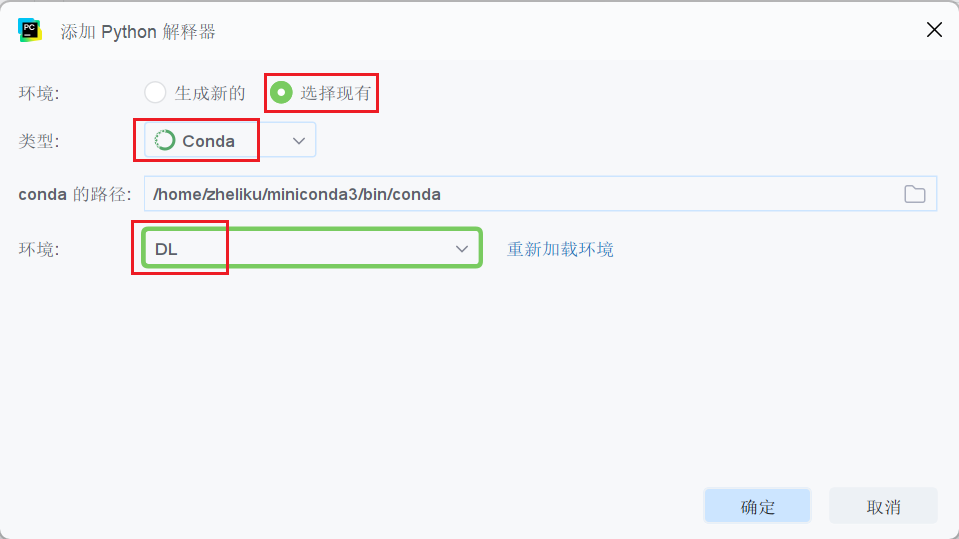 PC 添加 Python 解释器
环境: 生成新的 选择现有
类型: Conda
conda 的路径: /home/zheliku/miniconda3/bin/conda
环境: DL 重新加载环境
确定 取消